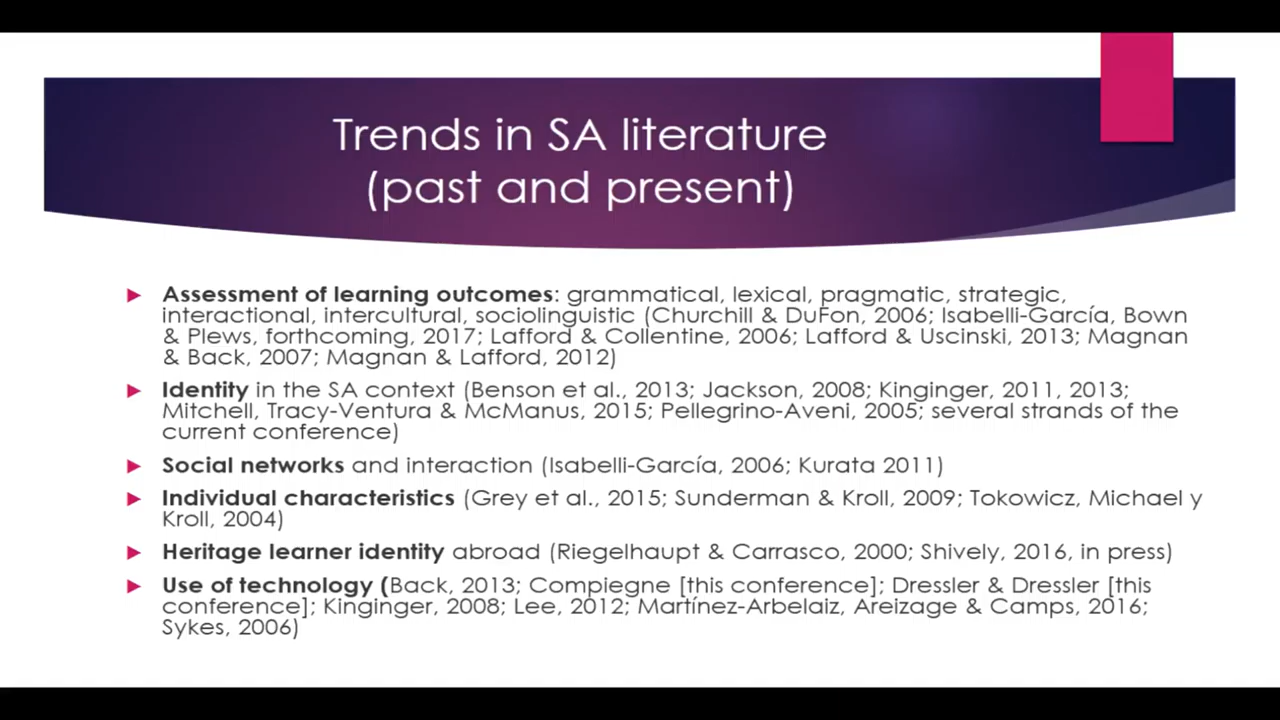 Trends in SA literature
(past and present)
Assessment of learning outcomes: grammatical, lexical, pragmatic, strategic,
interactional, intercultural, sociolinguistic (Churchill & DuFon, 2006; Isabelli-García, Bown
& Plews, forthcoming, 2017; Lafford & Collentine, 2006; Lafford & Uscinski, 2013; Magnan
& Back, 2007; Magnan & Lafford, 2012)
Identity in the SA context (Benson et al., 2013; Jackson, 2008; Kinginger, 2011, 2013;
Mitchell, Tracy-Ventura & McManus, 2015; Pellegrino-Aveni, 2005; several strands of the
current conference)
Social networks and interaction (Isabelli-García, 2006; Kurata 2011)
Individual characteristics (Grey et al., 2015; Sunderman & Kroll, 2009; Tokowicz, Michael y
Kroll, 2004)
Heritage learner identity abroad (Riegelhaupt & Carrasco, 2000; Shively, 2016, in press)
Use of technology (Back, 2013; Compiegne [this conference]; Dressler & Dressler [this
conference]; Kinginger, 2008; Lee, 2012; Martínez-Arbelaiz, Areizage & Camps, 2016;
Sykes, 2006)